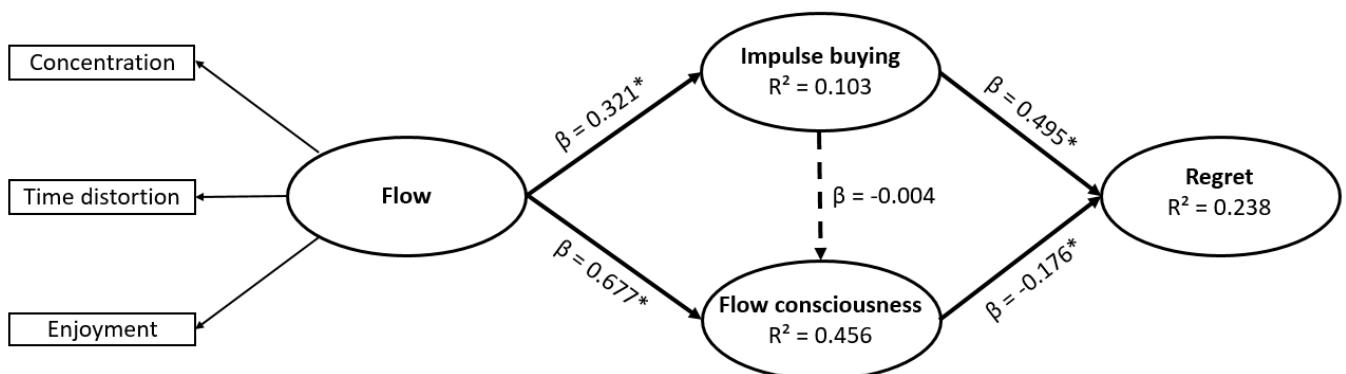 Concentration
Time distortion
Enjoyment
Flow
β = 0.321*
β = 0.677*
Impulse buying
R² = 0.103
β = -0.004
Flow consciousness
R² = 0.456
β = 0.495*
β = -0.176*
Regret
R² = 0.238